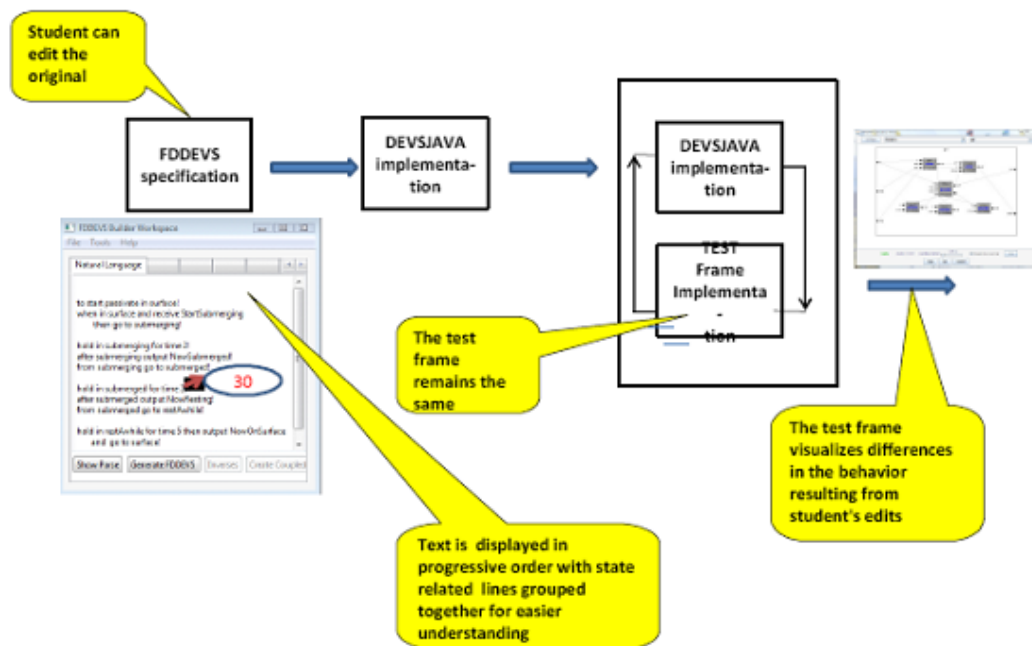 Student can
edit the
original
FDDEVS
specification
DEVSJAVA
implementa-
tion
DEVSJAVA
implementa-
tion
TEST
Frame
Implementa
-
tion
FDDEVS Builder Workspace
File Tools Help
Natural Language
to start passivate in surface!
when in surface and receive StartSubmerging
then go to submerging!
hold in submerging for time 2!
after submerging output NowSubmerged!
from submerging go to submerged!
hold in submerged for time
30
after submerged output NowResting!
from submerged go to restAwhile!
hold in restAwhile for time 5 then output NowOnSurface
and go to surface!
Show Parse Generate FDDEVS Inverses Create Coupled
The test
frame
remains the
same
The test frame
visualizes differences
in the behavior
resulting from
student's edits
Text is displayed in
progressive order with state
related lines grouped
together for easier
understanding